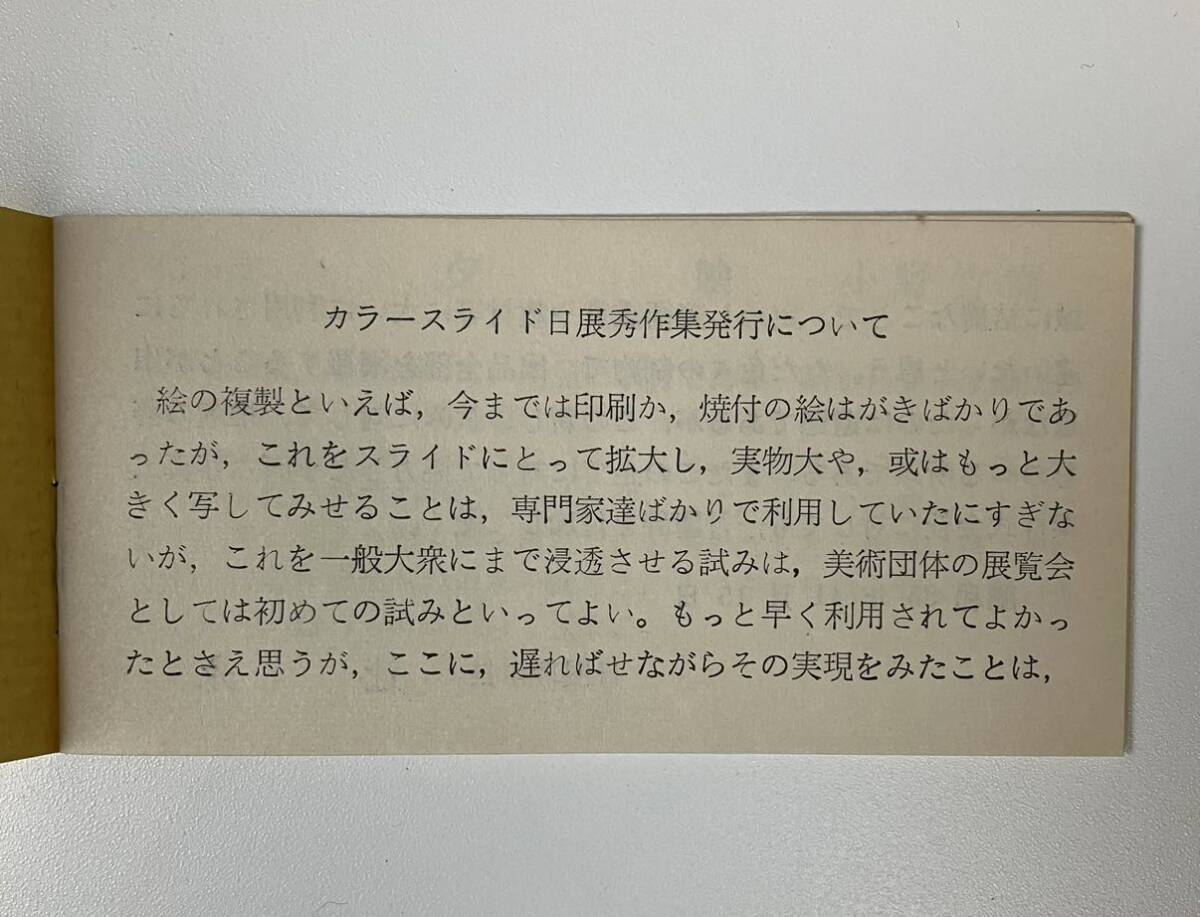 カラースライド日展秀作集発行について
絵の複製といえば，今までは印刷か，焼付の絵はがきばかりであ
ったが，これをスライドにとって拡大し，実物大や，或はもっと大
きく写してみせることは，専門家達ばかりで利用していたにすぎな
いが，これを一般大衆にまで浸透させる試みは，美術団体の展覧会
としては初めての試みといってよい。もっと早く利用されてよかっ
たとさえ思うが，ここに，遅ればせながらその実現をみたことは，